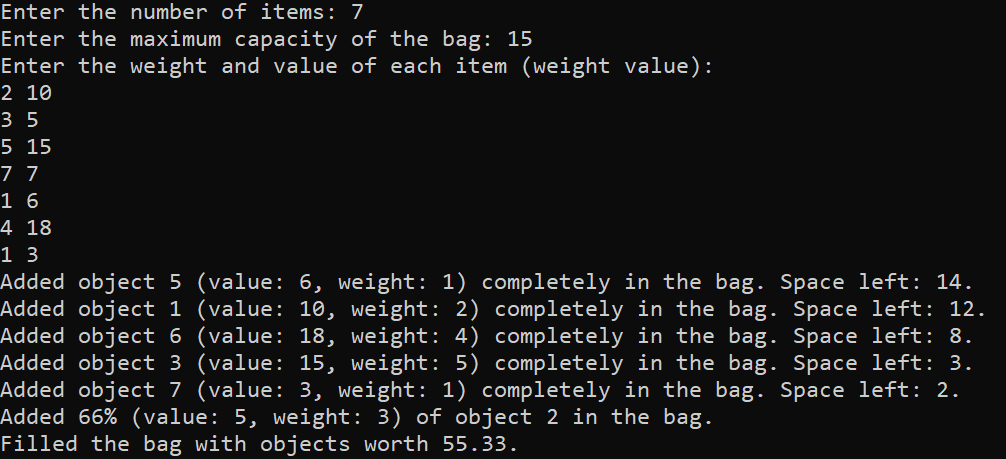 Enter the number of items: 7
Enter the maximum capacity of the bag: 15
Enter the weight and value of each item (weight value):
2 10
3 5
5 15
7 7
1 6
4 18
1 3
Added object 5 (value: 6, weight: 1) completely in the bag. Space left: 14.
Added object 1 (value: 10, weight: 2) completely in the bag. Space left: 12.
Added object 6 (value: 18, weight: 4) completely in the bag. Space left: 8.
Added object 3 (value: 15, weight: 5) completely in the bag. Space left: 3.
Added object 7 (value: 3, weight: 1) completely in the bag. Space left: 2.
Added 66% (value: 5, weight: 3) of object 2 in the bag.
Filled the bag with objects worth 55.33.